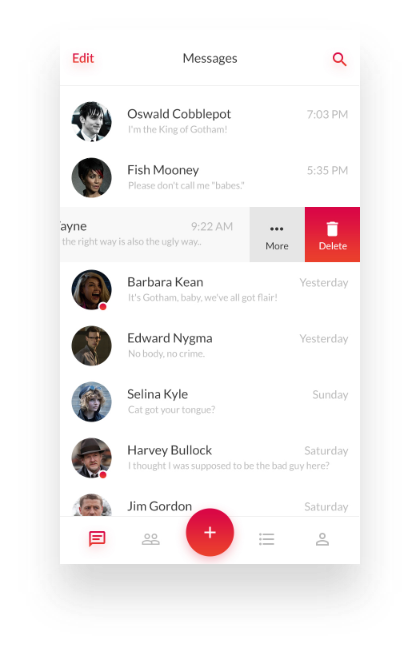 Edit
Messages
Oswald Cobblepot
7:03 PM
I'm the King of Gotham!
Fish Mooney
5:35 PM
Please don't call me "babes."
ayne
9:22 AM
the right way is also the ugly way..
More
Delete
Barbara Kean
Yesterday
It's Gotham, baby, we've all got flair!
Edward Nygma
Yesterday
No body, no crime.
Selina Kyle
Sunday
Cat got your tongue?
Harvey Bullock
Saturday
I thought I was supposed to be the bad guy here?
Jim Gordon
Saturday